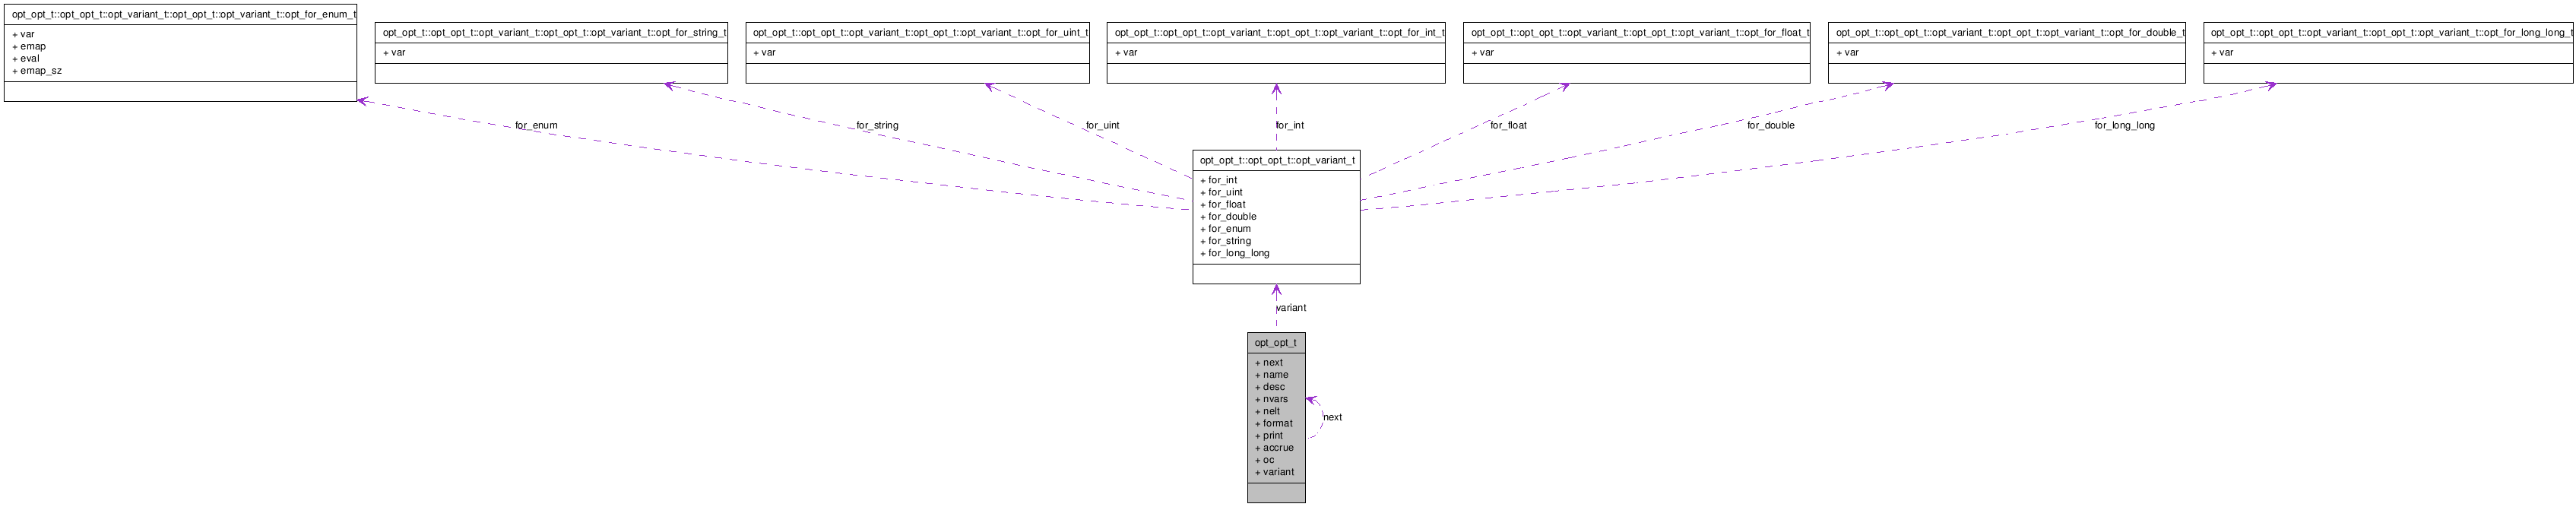 opt_opt_t::opt_opt_t::opt_variant_t::opt_opt_t::opt_variant_t::opt_for_enum_t
+ var
+ emap
+ eval
+ emap_sz
opt_opt_t::opt_opt_t::opt_variant_t::opt_opt_t::opt_variant_t::opt_for_string_t
+ var
opt_opt_t::opt_opt_t::opt_variant_t::opt_opt_t::opt_variant_t::opt_for_uint_t
+ var
opt_opt_t::opt_opt_t::opt_variant_t::opt_opt_t::opt_variant_t::opt_for_int_t
+ var
opt_opt_t::opt_opt_t::opt_variant_t::opt_opt_t::opt_variant_t::opt_for_float_t
+ var
opt_opt_t::opt_opt_t::opt_variant_t::opt_opt_t::opt_variant_t::opt_for_double_t
+ var
opt_opt_t::opt_opt_t::opt_variant_t::opt_opt_t::opt_variant_t::opt_for_long_long_t
+ var
for_enum
for_string
for_uint
for_int
for_float
for_double
for_long_long
opt_opt_t::opt_opt_t::opt_variant_t
+ for_int
+ for_uint
+ for_float
+ for_double
+ for_enum
+ for_string
+ for_long_long
variant
opt_opt_t
+ next
+ name
+ desc
+ nvars
+ nelt
+ format
+ print
+ accrue
+ oc
+ variant
next